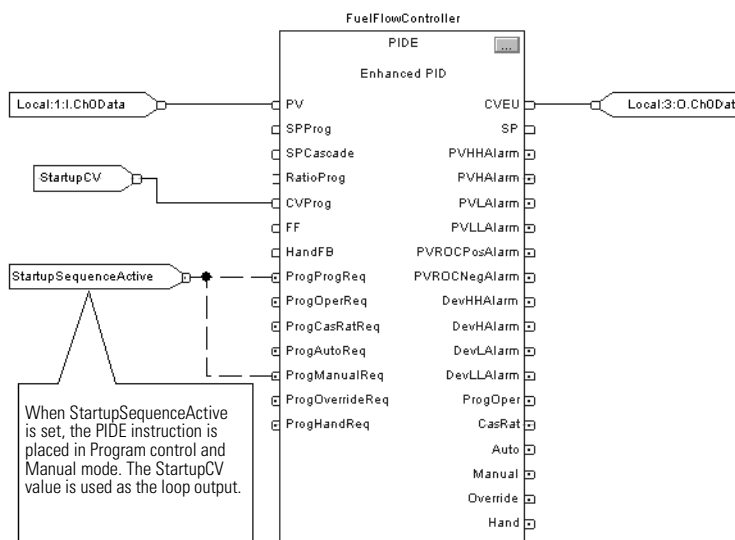 FuelFlowController
PIDE
...
Enhanced PID
Local:1:I.Ch0Data
PV
CVEU
Local:3:O.Ch0Dat
SPProg
SP
SPCascade
PVHHAlarm
StartupCV
RatioProg
PVHAlarm
CVProg
PVLAlarm
FF
PVLLAlarm
HandFB
PVROCPosAlarm
StartupSequenceActive
ProgProgReq
PVROCNegAlarm
ProgOperReq
DevHHAlarm
ProgCasRatReq
DevHAlarm
ProgAutoReq
DevLAlarm
ProgManualReq
DevLLAlarm
ProgOverrideReq
ProgOper
ProgHandReq
CasRat
Auto
Manual
Override
Hand
When StartupSequenceActive
is set, the PIDE instruction is
placed in Program control and
Manual mode. The StartupCV
value is used as the loop output.